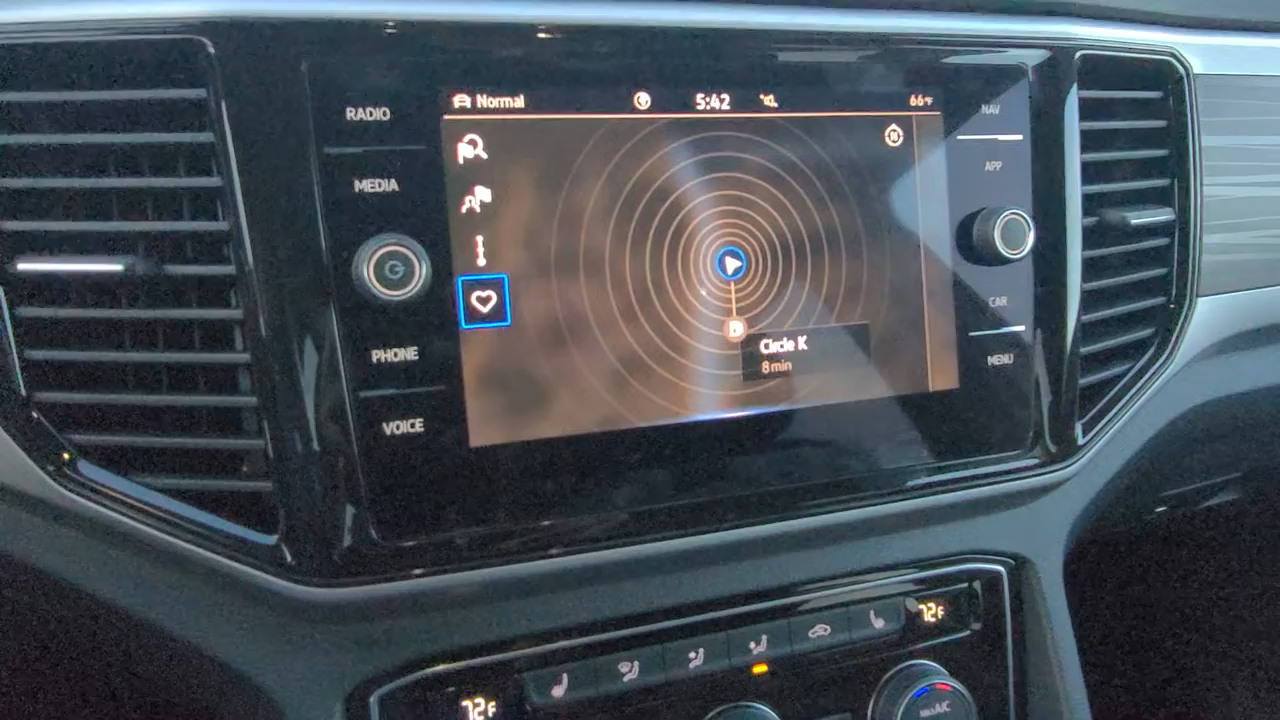 RADIO
MEDIA
PHONE
VOICE
Normal
5:42
66°F
Circle K
8 min
NAV
APP
CAR
MENU
72°F
72°F
A/C